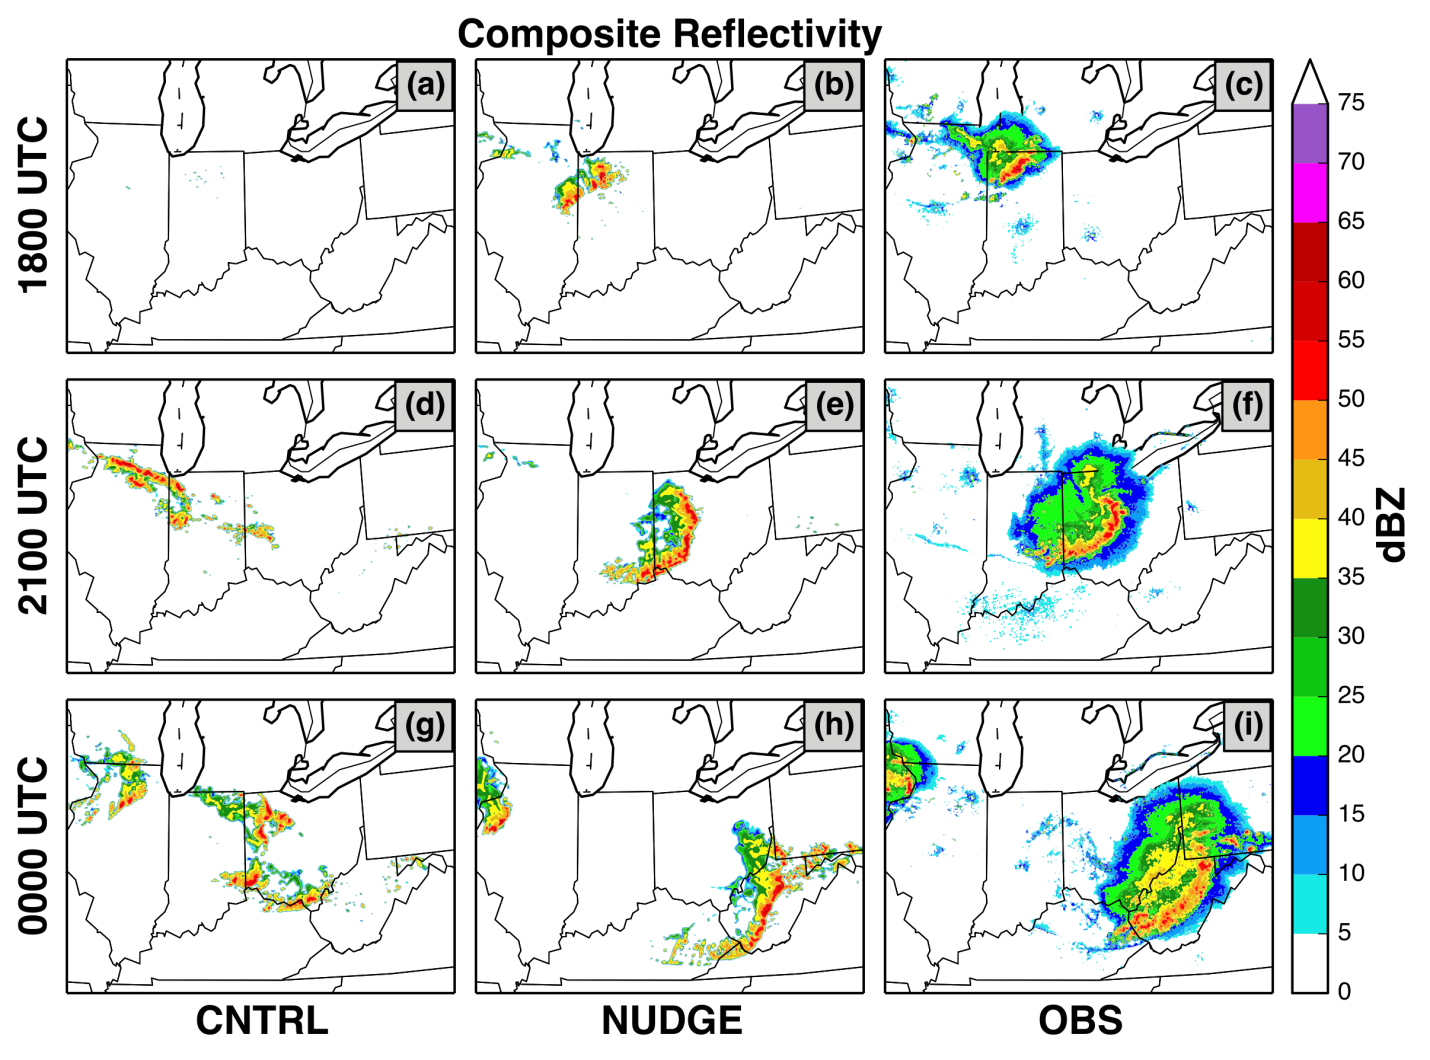 Composite Reflectivity
1800 UTC
(a)
(b)
(c)
2100 UTC
(d)
(e)
(f)
0000 UTC
(g)
(h)
(i)
CNTRL
NUDGE
OBS
75
70
65
60
55
50
45
40
35
30
25
20
15
10
5
0
dBZ